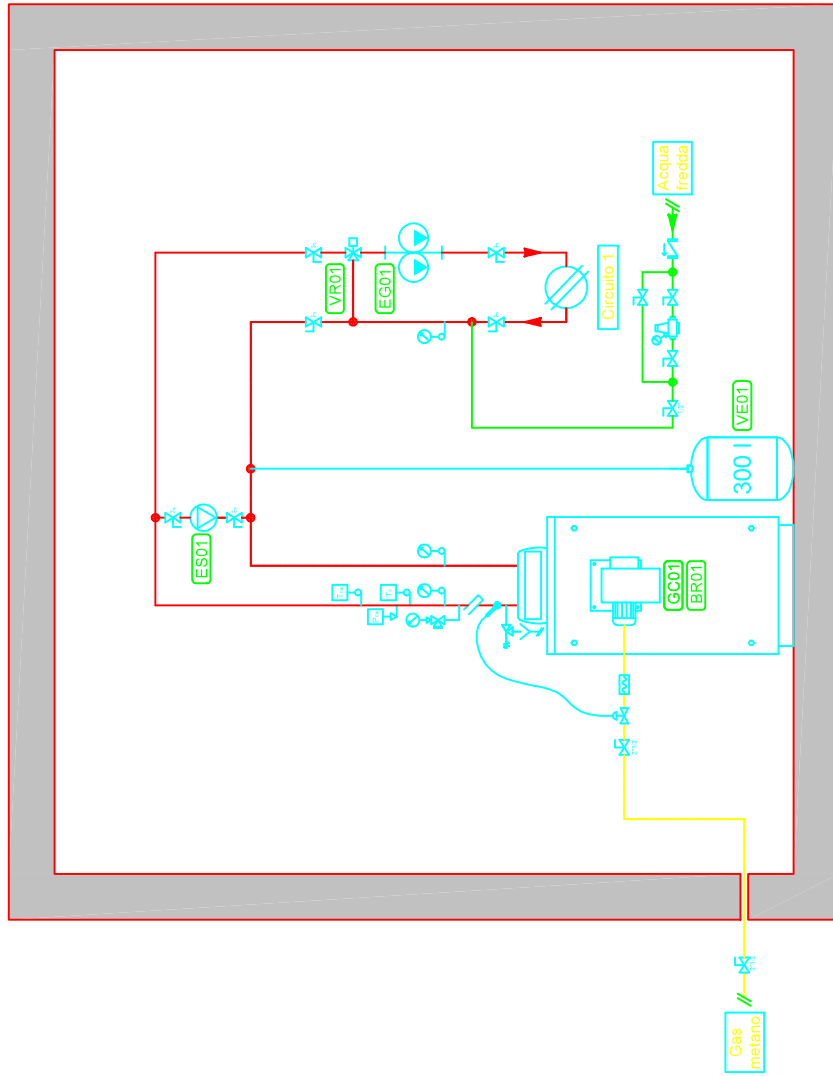 Acqua
fredda
VR01
EG01
Circuito 1
VE01
300 l
ES01
GC01
BR01
Gas
metano